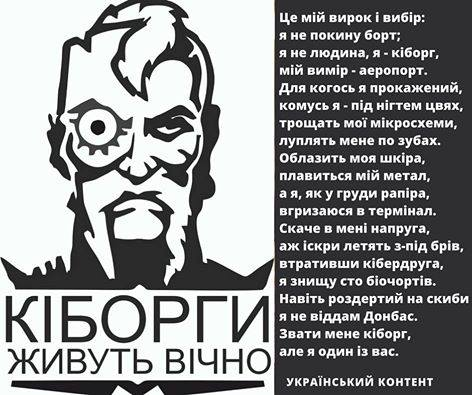 КІБОРГИ
ЖИВУТЬ ВІЧНО
Це мій вирок і вибір:
я не покину борт;
я не людина, я - кіборг,
мій вимір - аеропорт.
Для когось я прокажений,
комусь я - під нігтем цвях,
трощать мої мікросхеми,
луплять мене по зубах.
Облазить моя шкіра,
плавиться мій метал,
а я, як у груди рапіра,
вгризаюся в термінал.
Скаче в мені напруга,
аж іскри летять з-під брів,
втративши кібердруга,
я знищу сто біочортів.
Навіть роздертий на скиби
я не віддам Донбас.
Звати мене кіборг,
але я один із вас.
УКРАЇНСЬКИЙ КОНТЕНТ